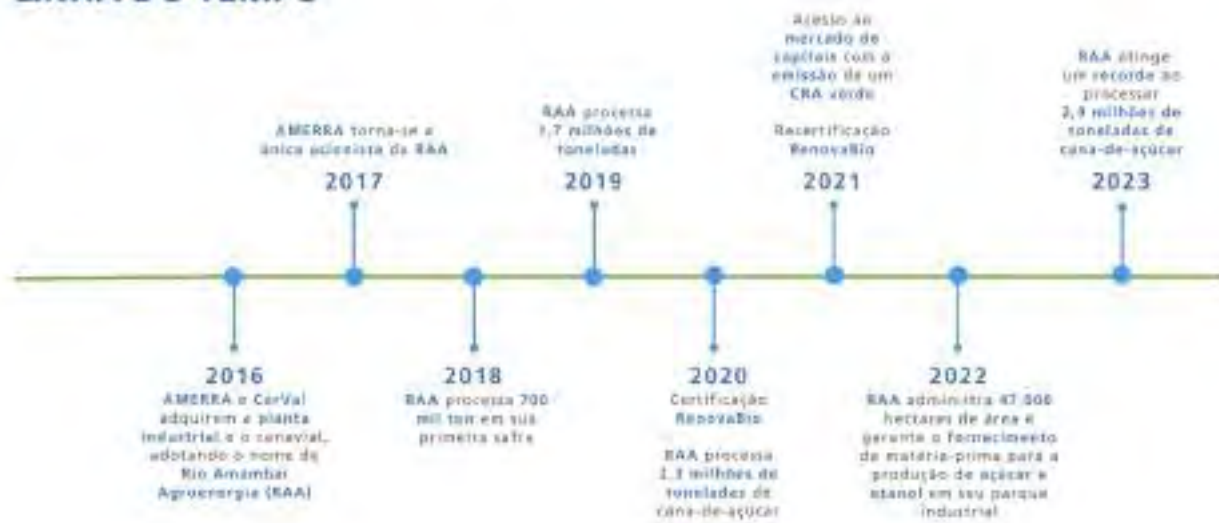 AMERRA torna-se a
única acionista da RAA
2017
RAA processa
1,7 milhões de
toneladas
2019
Acesso ao
mercado de
capitais com a
emissão de um
CRA verde
Recertificação
RenovaBio
2021
RAA atinge
um recorde ao
processar
milhões de
toneladas de
cana-de-açúcar
2023
2016
AMERRA e CarVal
adquirem a planta
industrial e o canavial,
adotando o nome de
Rio Amambai
Agroenergia (RAA)
2018
RAA processa 700
mil ton em sua
primeira safra
2020
Certificação
RenovaBio
RAA processa
milhões de
toneladas de
cana-de-açúcar
2022
RAA administra 47.000
hectares de área e
garante o fornecimento
de matéria-prima para a
produção de açúcar e
etanol em seu parque
industrial